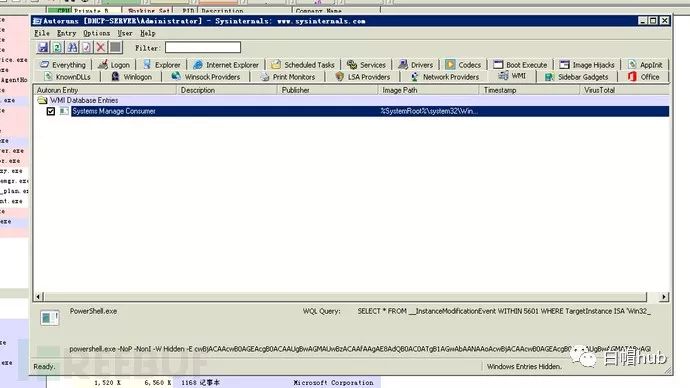 Autoruns [DHCP-SERVER\Administrator] - Sysinternals: www.sysinternals.com
File Entry Options User Help
Filter:
Everything Logon Explorer Internet Explorer Scheduled Tasks Services Drivers Codecs Boot Execute Image Hijacks AppInit
KnownDLLs Winlogon Winsock Providers Print Monitors LSA Providers Network Providers WMI Sidebar Gadgets Office
Autorun Entry Description Publisher Image Path Timestamp VirusTotal
WMI Database Entries
Systems Manage Consumer %SystemRoot%\system32\Win...
PowerShell.exe WQL Query: SELECT * FROM __InstanceModificationEvent WITHIN 5601 WHERE TargetInstance ISA 'Win32_
powershell.exe -NoP -NonI -W Hidden -E
Ready. Windows Entries Hidden.
REEBUF
白帽hub
1,520 K 6,560 K 1168 记事本 Microsoft Corporation